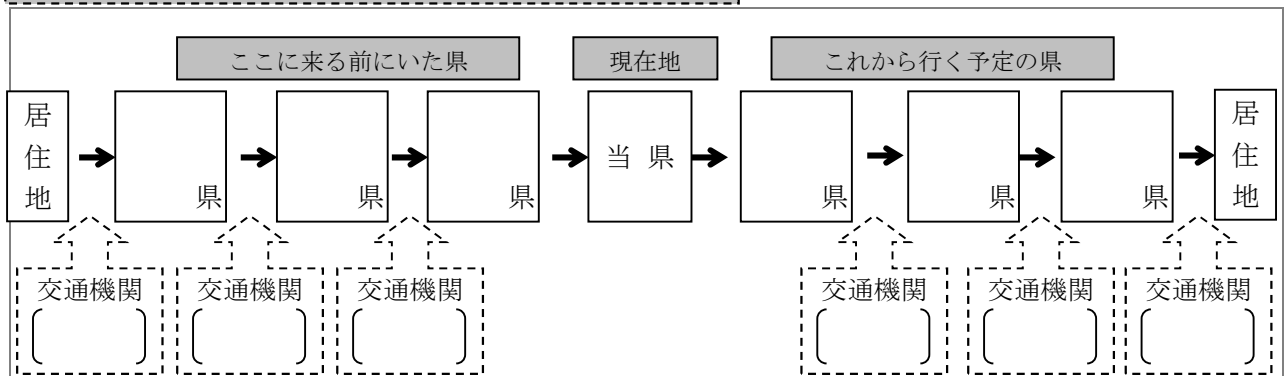 ここに来る前にいた県 現在地 これから行く予定の県
居住地 県 県 県 当 県 県 県 県 居住地
交通機関 交通機関 交通機関 交通機関 交通機関 交通機関